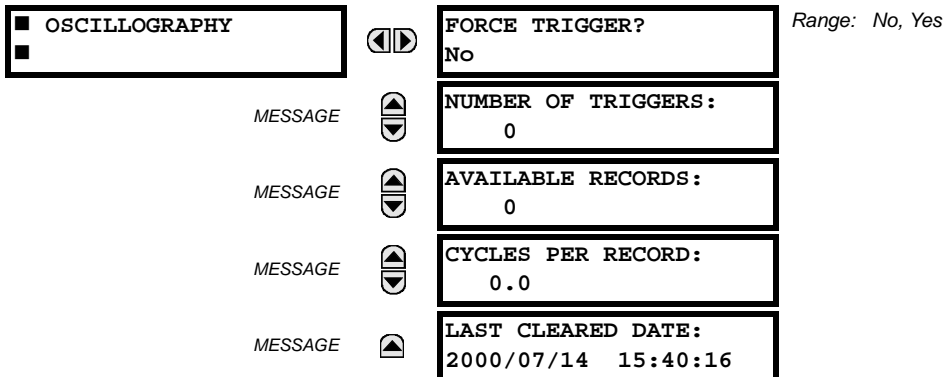 ■ OSCILLOGRAPHY
■
FORCE TRIGGER?
No
Range: No, Yes
MESSAGE
NUMBER OF TRIGGERS:
0
MESSAGE
AVAILABLE RECORDS:
0
MESSAGE
CYCLES PER RECORD:
0.0
MESSAGE
LAST CLEARED DATE:
2000/07/14 15:40:16